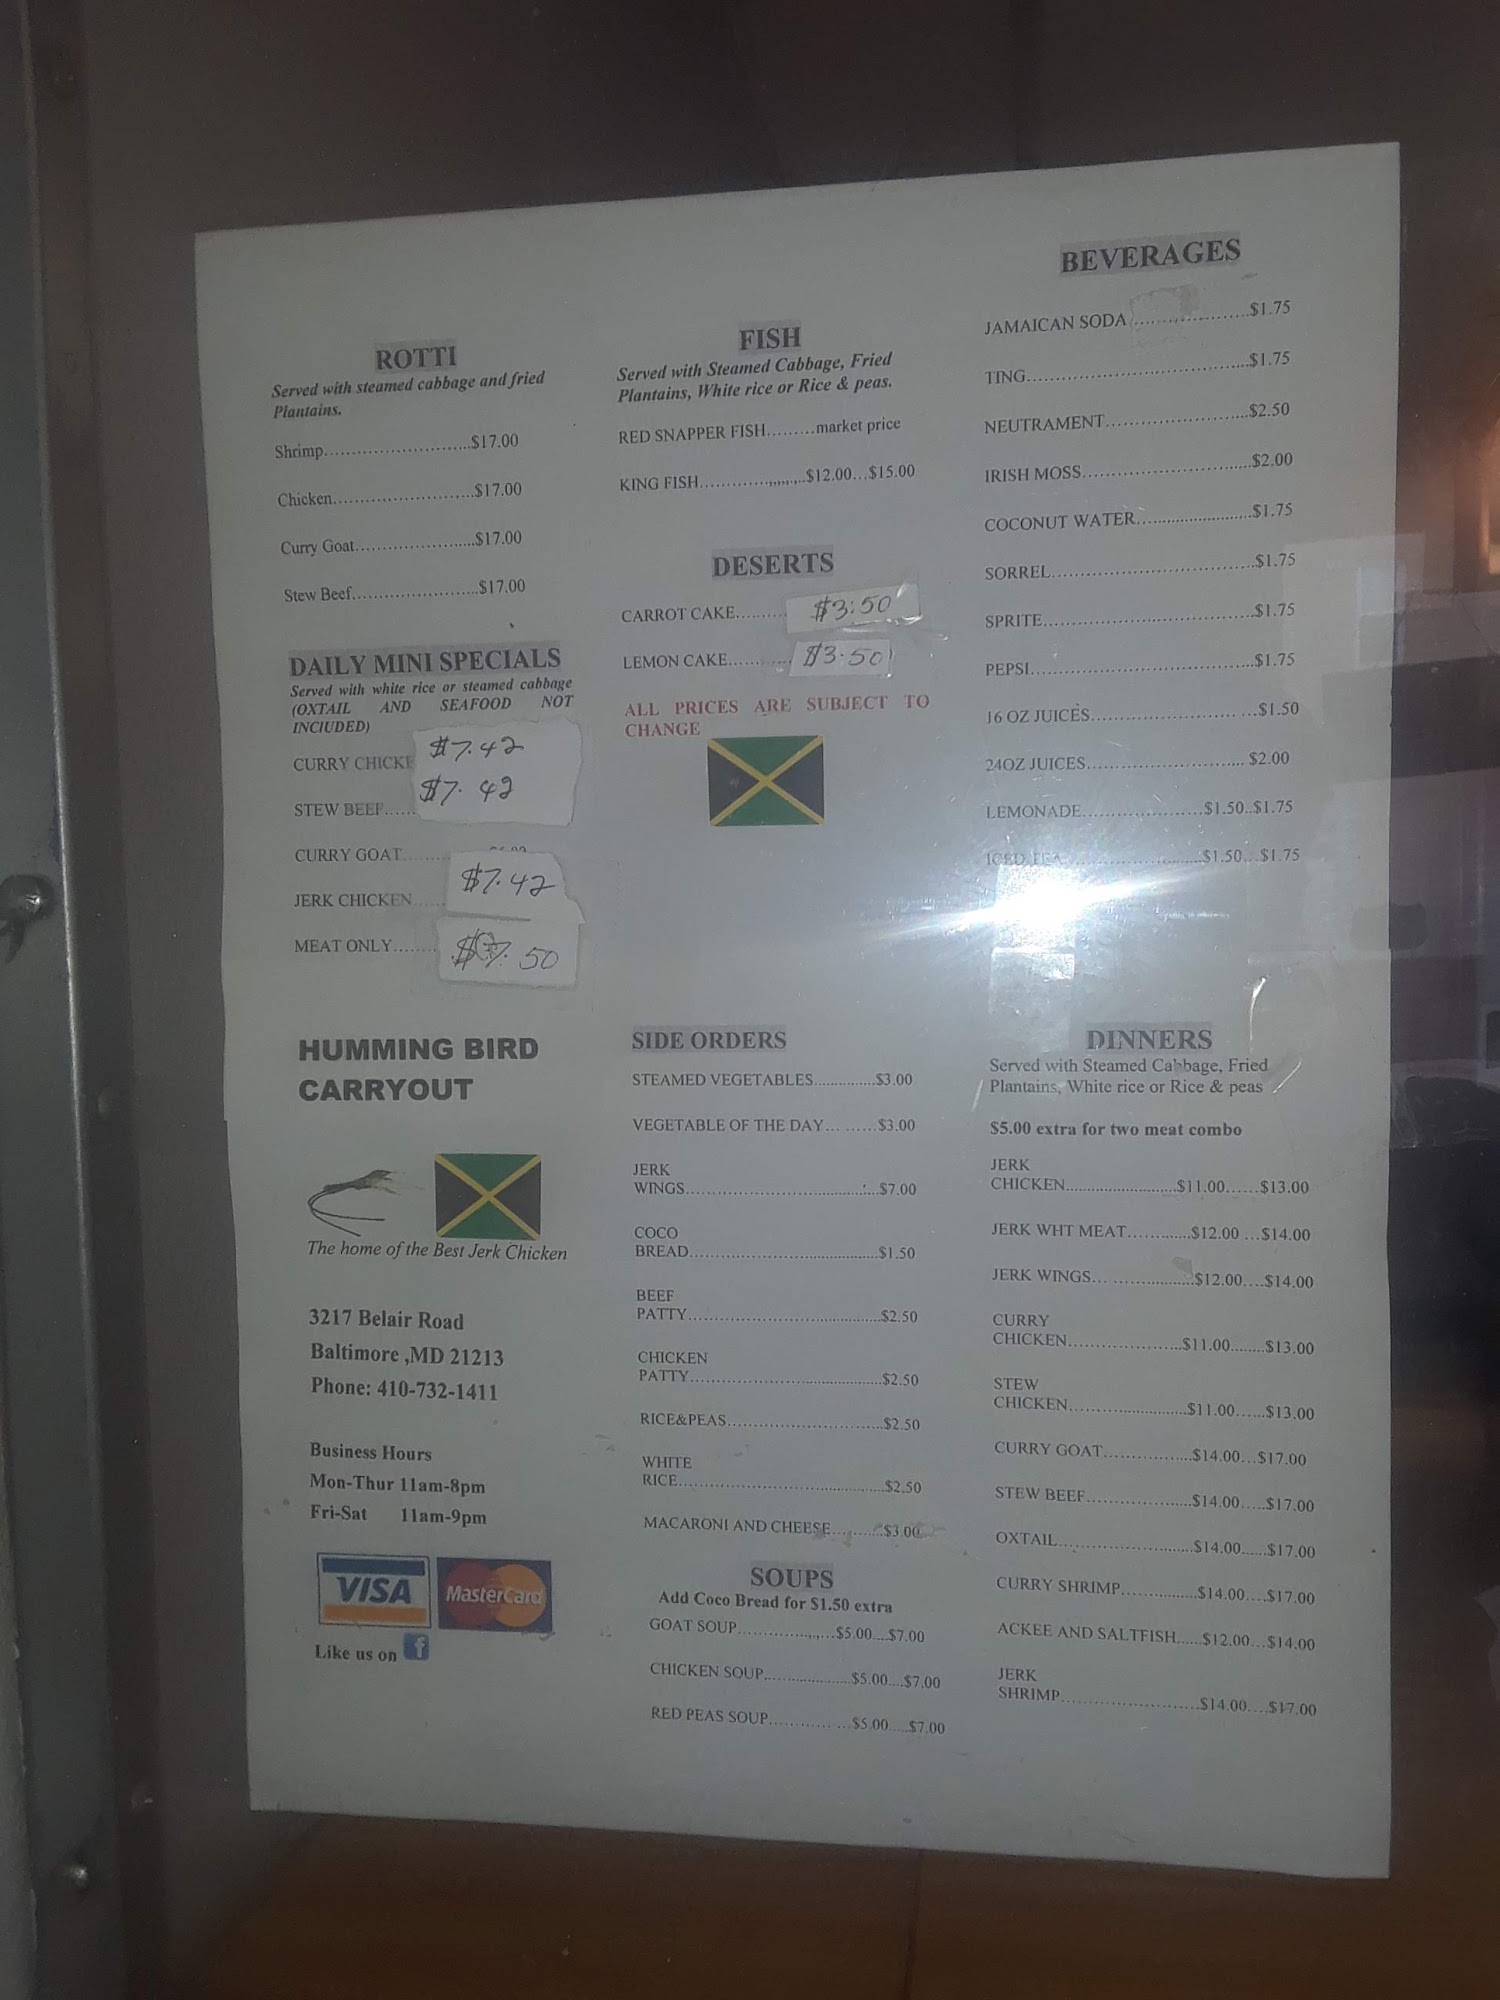 ROTTI
Served with steamed cabbage and fried
Plantains.
Shrimp..........................$17.00
Chicken.........................$17.00
Curry Goat.....................$17.00
Stew Beef......................$17.00
DAILY MINI SPECIALS
Served with white rice or steamed cabbage
(OXTAIL AND SEAFOOD NOT
INCIUDED)
CURRY CHICKE $7.42
STEW BEEF...... $7.42
CURRY GOAT........
JERK CHICKEN...... $7.42
MEAT ONLY........ $7.50
FISH
Served with Steamed Cabbage, Fried
Plantains, White rice or Rice & peas.
RED SNAPPER FISH.........market price
KING FISH....................$12.00...$15.00
DESERTS
CARROT CAKE.......... $3.50
LEMON CAKE............ $3.50
ALL PRICES ARE SUBJECT TO
CHANGE
BEVERAGES
JAMAICAN SODA......................$1.75
TING.......................................$1.75
NEUTRAMENT.........................$2.50
IRISH MOSS.............................$2.00
COCONUT WATER....................$1.75
SORREL...................................$1.75
SPRITE....................................$1.75
PEPSI.......................................$1.75
16 OZ JUICES............................$1.50
24OZ JUICES............................ $2.00
LEMONADE.....................$1.50..$1.75
ICED TEA........................$1.50...$1.75
HUMMING BIRD
CARRYOUT
The home of the Best Jerk Chicken
3217 Belair Road
Baltimore ,MD 21213
Phone: 410-732-1411
Business Hours
Mon-Thur 11am-8pm
Fri-Sat 11am-9pm
VISA MasterCard
Like us on f
SIDE ORDERS
STEAMED VEGETABLES..............$3.00
VEGETABLE OF THE DAY... ......$3.00
JERK
WINGS.....................................$7.00
COCO
BREAD....................................$1.50
BEEF
PATTY.....................................$2.50
CHICKEN
PATTY.....................................$2.50
RICE&PEAS..............................$2.50
WHITE
RICE.......................................$2.50
MACARONI AND CHEESE..........$3.00
SOUPS
Add Coco Bread for $1.50 extra
GOAT SOUP...................$5.00....$7.00
CHICKEN SOUP...................$5.00....$7.00
RED PEAS SOUP............ ...$5.00.....$7.00
DINNERS
Served with Steamed Cabbage, Fried
Plantains, White rice or Rice & peas
$5.00 extra for two meat combo
JERK
CHICKEN..........................$11.00......$13.00
JERK WHT MEAT............$12.00 ...$14.00
JERK WINGS... ..................$12.00....$14.00
CURRY
CHICKEN.......................$11.00........$13.00
STEW
CHICKEN........................$11.00......$13.00
CURRY GOAT..................$14.00...$17.00
STEW BEEF.....................$14.00.....$17.00
OXTAIL...........................$14.00......$17.00
CURRY SHRIMP................$14.00....$17.00
ACKEE AND SALTFISH......$12.00...$14.00
JERK
SHRIMP...........................$14.00....$17.00